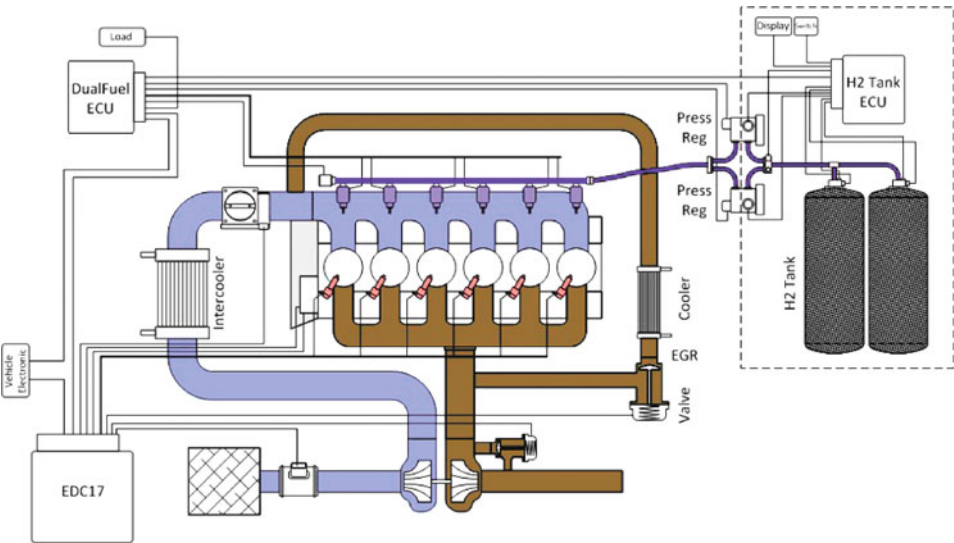 Load
DualFuel
ECU
Display
H2 Tank
ECU
Press
Reg
Press
Reg
H2 Tank
Intercooler
Cooler
EGR
Valve
Vehicle
Electronic
EDC17